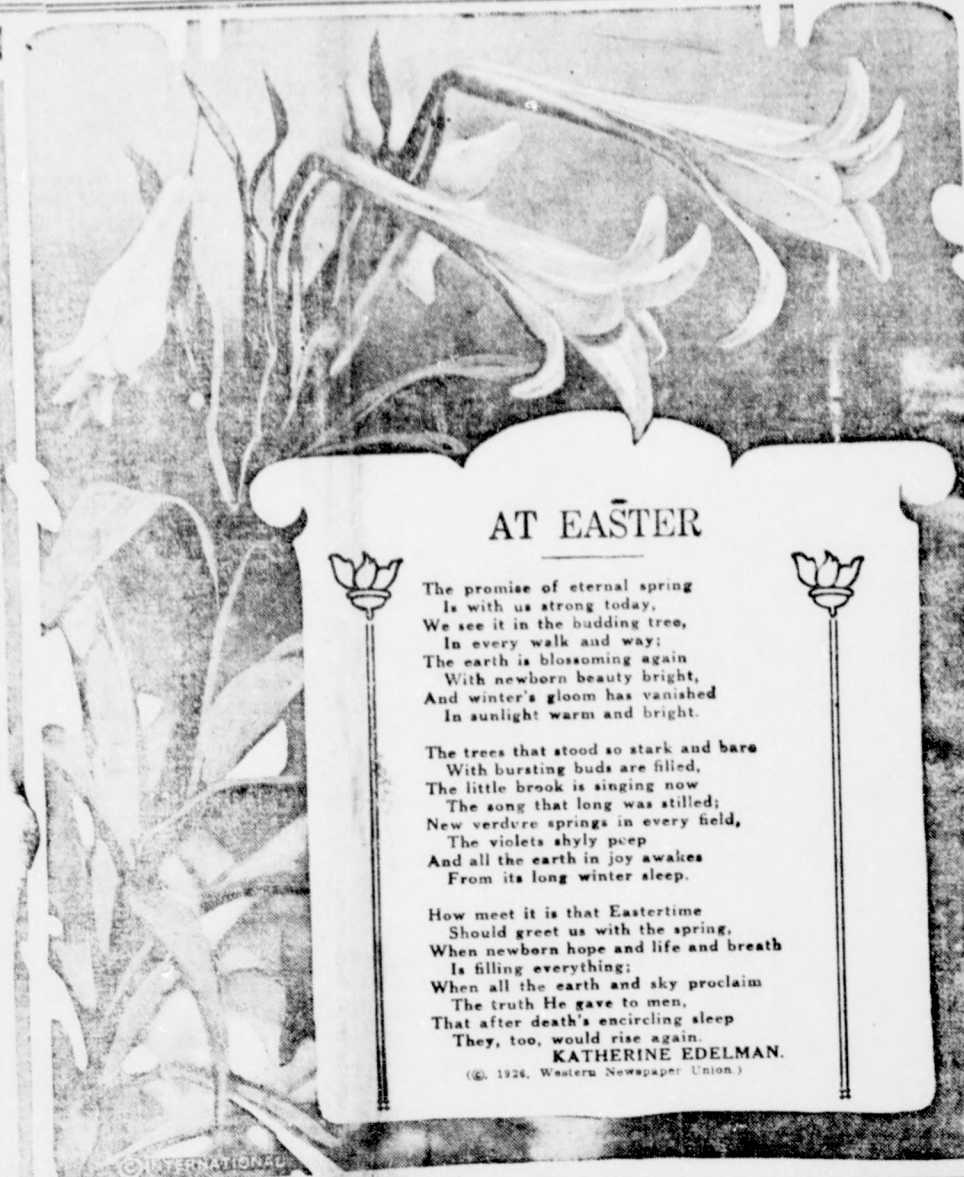 AT EASTER
The promise of eternal spring
Is with us strong today,
We see it in the budding tree,
In every walk and way;
The earth is blossoming again
With newborn beauty bright,
And winter's gloom has vanished
In sunlight warm and bright.
The trees that stood so stark and bare
With bursting buds are filled,
The little brook is singing now
The song that long was stilled;
New verdure springs in every field,
The violets shyly peep
And all the earth in joy awakes
From its long winter sleep.
How meet it is that Eastertime
Should greet us with the spring,
When newborn hope and life and breath
Is filling everything;
When all the earth and sky proclaim
The truth He gave to men,
That after death's encircling sleep
They, too, would rise again.
KATHERINE EDELMAN.
(©, 1926, Western Newspaper Union.)
© INTERNATIONAL